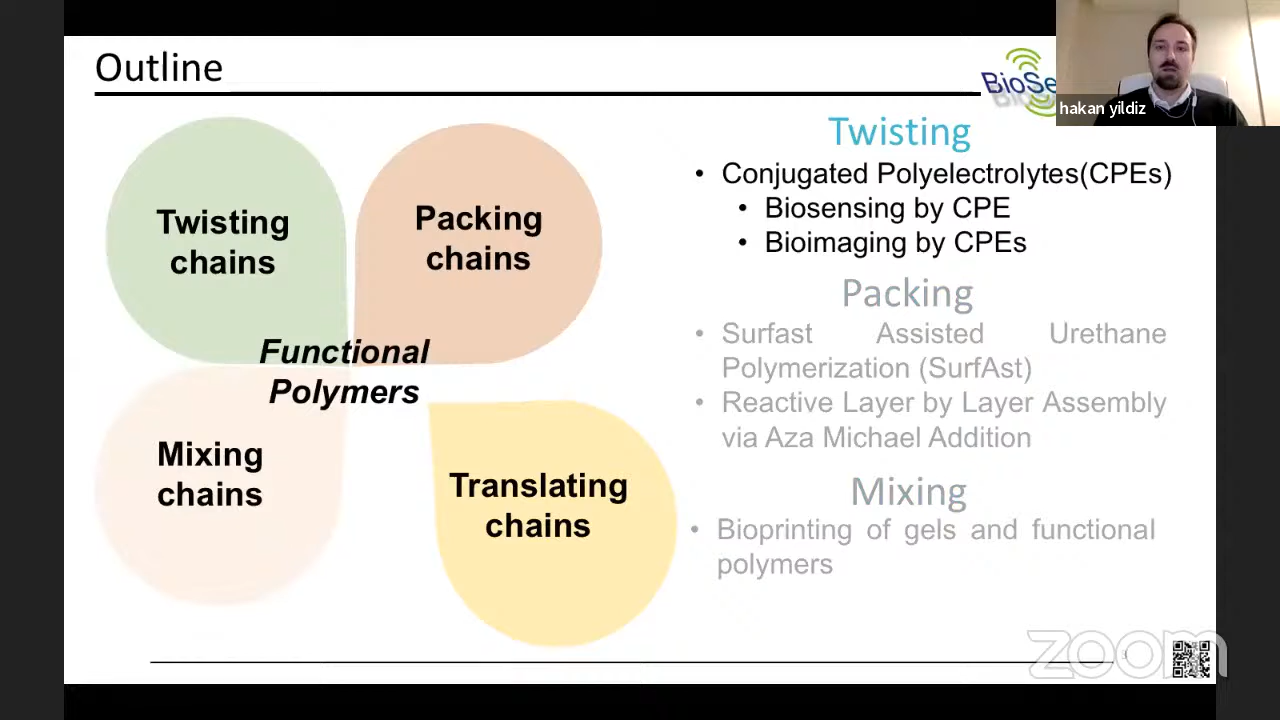 Outline
BioSe
hakan yildiz
Twisting
chains
Packing
chains
Functional
Polymers
Mixing
chains
Translating
chains
Twisting
• Conjugated Polyelectrolytes(CPEs)
• Biosensing by CPE
• Bioimaging by CPEs
Packing
• Surfast Assisted Urethane
Polymerization (SurfAst)
• Reactive Layer by Layer Assembly
via Aza Michael Addition
Mixing
• Bioprinting of gels and functional
polymers
zoom
3